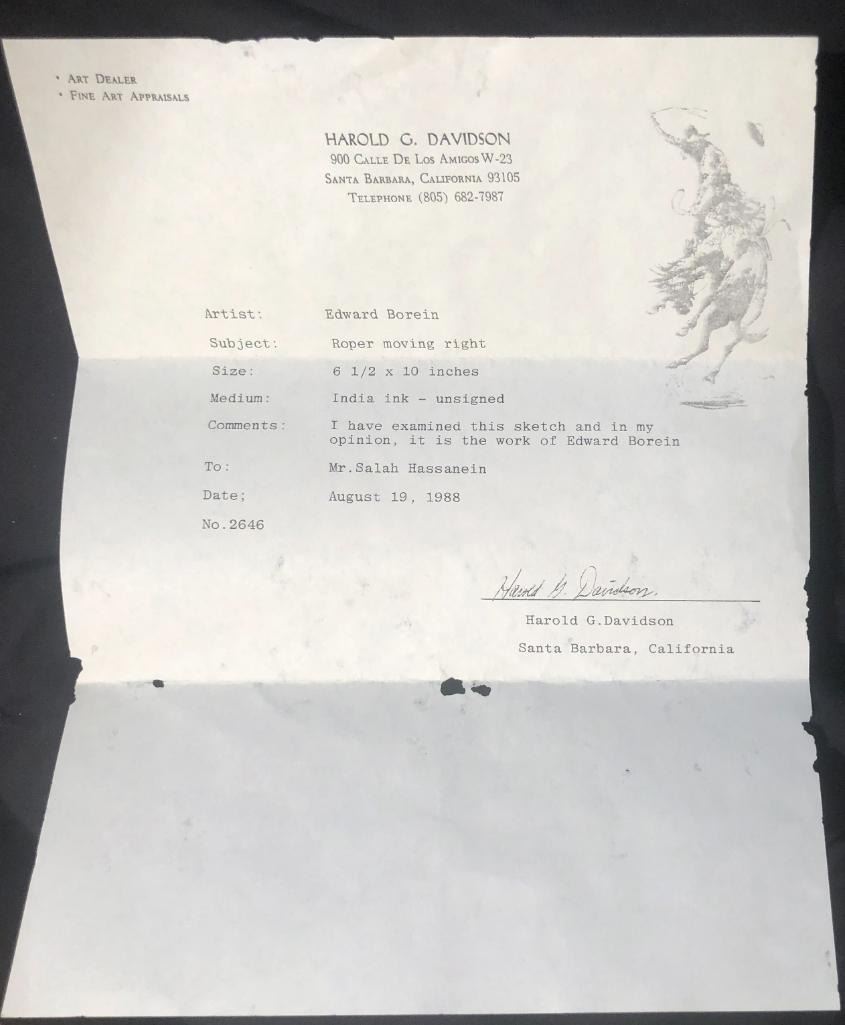 • ART DEALER
• FINE ART APPRAISALS
HAROLD G. DAVIDSON
900 CALLE DE LOS AMIGOS W-23
SANTA BARBARA, CALIFORNIA 93105
TELEPHONE (805) 682-7987
Artist: Edward Borein
Subject: Roper moving right
Size: 6 1/2 x 10 inches
Medium: India ink - unsigned
Comments: I have examined this sketch and in my
opinion, it is the work of Edward Borein
To: Mr.Salah Hassanein
Date; August 19, 1988
No.2646
Harold G. Davidson.
Harold G.Davidson
Santa Barbara, California